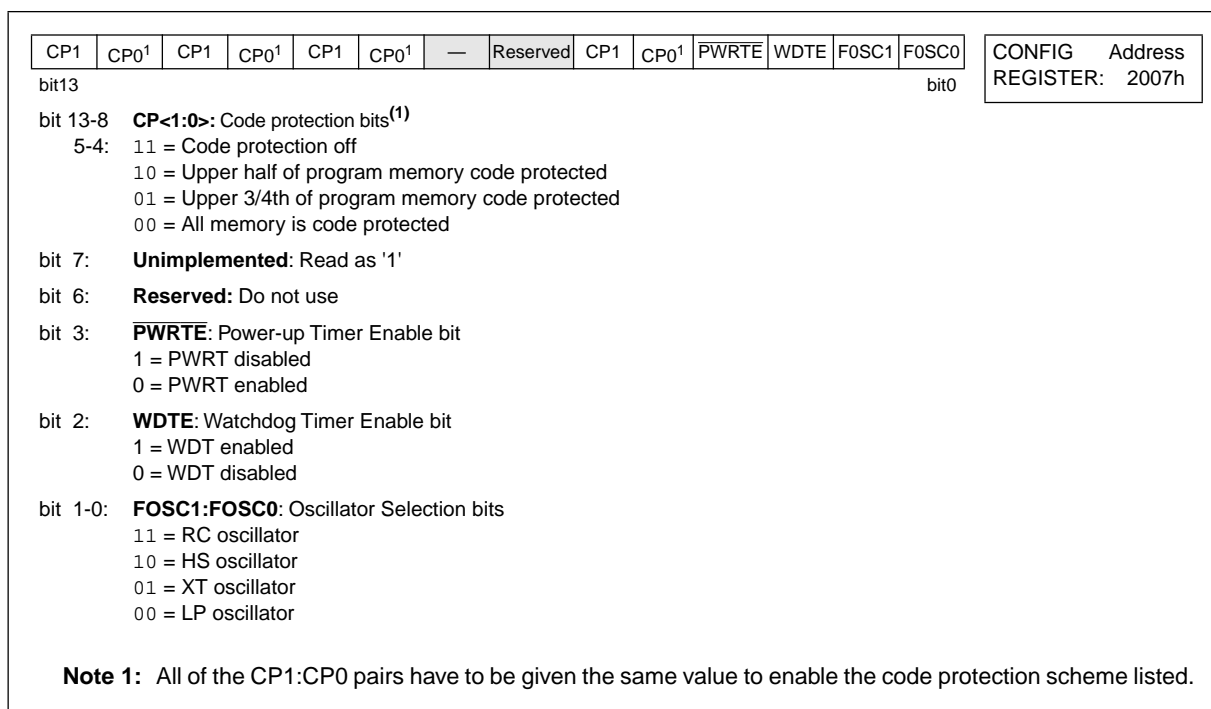 CP1 CP0¹ CP1 CP0¹ CP1 CP0¹ — Reserved CP1 CP0¹ PWRTE WDTE F0SC1 F0SC0
bit13 bit0
CONFIG Address
REGISTER: 2007h
bit 13-8 CP<1:0>: Code protection bits(1)
5-4: 11 = Code protection off
10 = Upper half of program memory code protected
01 = Upper 3/4th of program memory code protected
00 = All memory is code protected
bit 7: Unimplemented: Read as '1'
bit 6: Reserved: Do not use
bit 3: PWRTE: Power-up Timer Enable bit
1 = PWRT disabled
0 = PWRT enabled
bit 2: WDTE: Watchdog Timer Enable bit
1 = WDT enabled
0 = WDT disabled
bit 1-0: FOSC1:FOSC0: Oscillator Selection bits
11 = RC oscillator
10 = HS oscillator
01 = XT oscillator
00 = LP oscillator
Note 1: All of the CP1:CP0 pairs have to be given the same value to enable the code protection scheme listed.